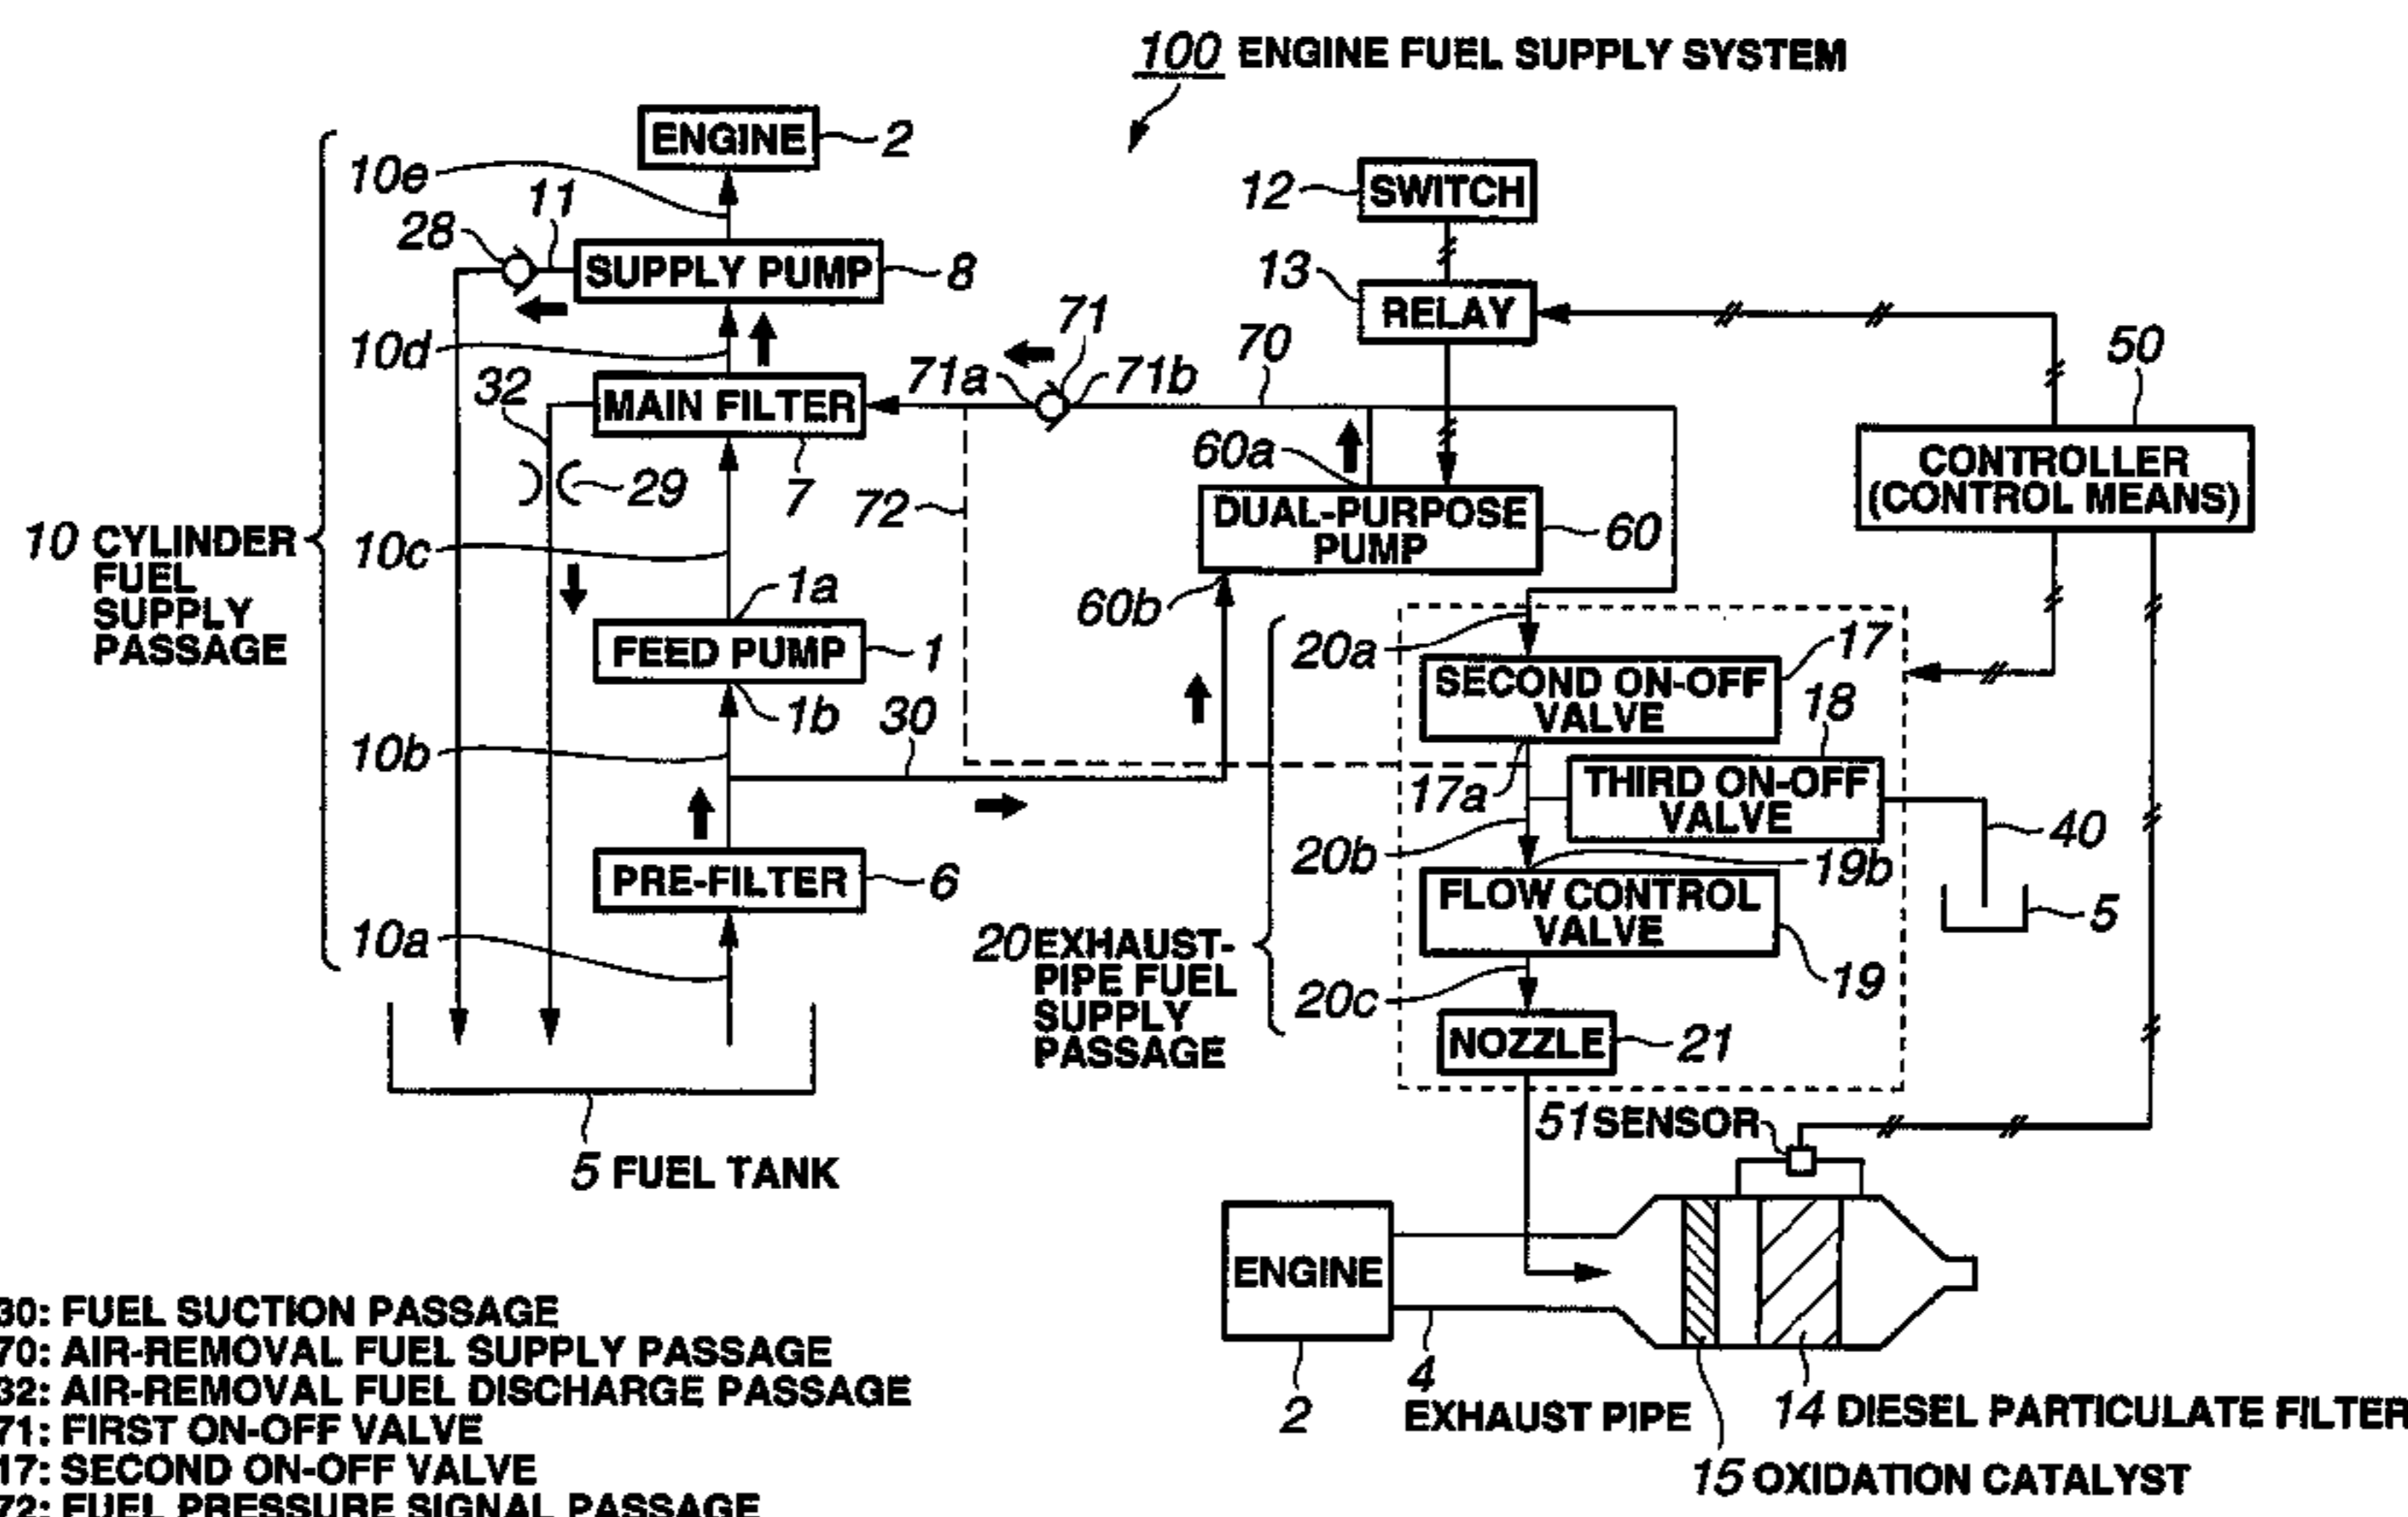 100 ENGINE FUEL SUPPLY SYSTEM
ENGINE 2
10e
11
28
SUPPLY PUMP 8
10d
32
MAIN FILTER
7
29
10c
10 CYLINDER
FUEL
SUPPLY
PASSAGE
1a
FEED PUMP 1
1b
10b
30
PRE-FILTER 6
10a
5 FUEL TANK
12 SWITCH
13 RELAY
71
71a
71b
70
72
60a
DUAL-PURPOSE
PUMP
60
60b
50
CONTROLLER
(CONTROL MEANS)
20a
SECOND ON-OFF
VALVE
17
18
17a
THIRD ON-OFF
VALVE
40
5
20b
19b
FLOW CONTROL
VALVE
19
20 EXHAUST-
PIPE FUEL
SUPPLY
PASSAGE
20c
NOZZLE 21
51 SENSOR
ENGINE
2
4
EXHAUST PIPE
14 DIESEL PARTICULATE FILTER
15 OXIDATION CATALYST
30: FUEL SUCTION PASSAGE
70: AIR-REMOVAL FUEL SUPPLY PASSAGE
32: AIR-REMOVAL FUEL DISCHARGE PASSAGE
71: FIRST ON-OFF VALVE
17: SECOND ON-OFF VALVE
72: FUEL PRESSURE SIGNAL PASSAGE